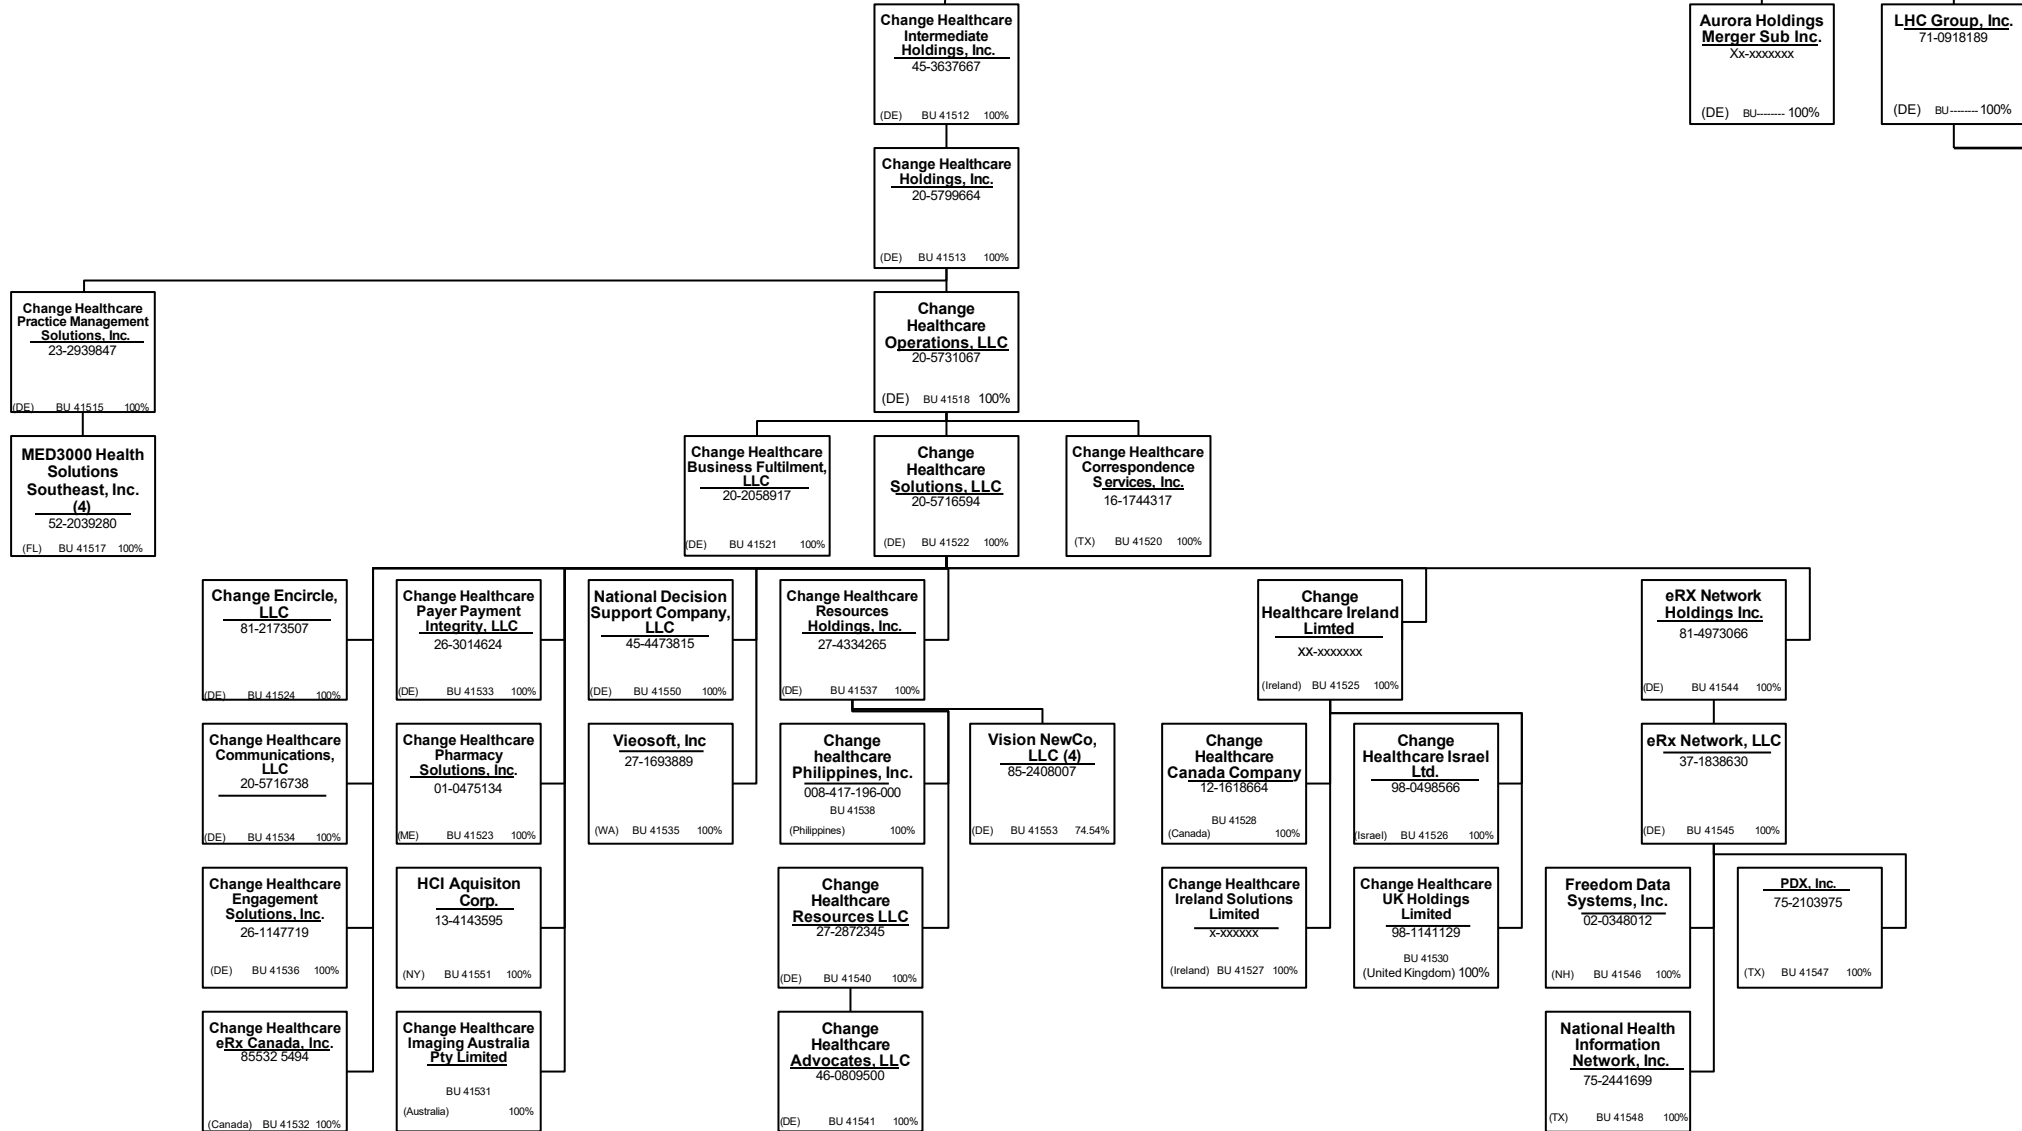 Change Healthcare
Intermediate
Holdings, Inc.
45-3637667
(DE) BU 41512 100%
Aurora Holdings
Merger Sub Inc.
Xx-xxxxxxx
(DE) BU-------- 100%
LHC Group, Inc.
71-0918189
(DE) BU-------- 100%
Change Healthcare
Holdings, Inc.
20-5799664
(DE) BU 41513 100%
Change Healthcare
Practice Management
Solutions, Inc.
23-2939847
(DE) BU 41515 100%
Change
Healthcare
Operations, LLC
20-5731067
(DE) BU 41518 100%
MED3000 Health
Solutions
Southeast, Inc.
(4)
52-2039280
(FL) BU 41517 100%
Change Healthcare
Business Fultilment,
LLC
20-2058917
(DE) BU 41521 100%
Change
Healthcare
Solutions, LLC
20-5716594
(DE) BU 41522 100%
Change Healthcare
Correspondence
Services, Inc.
16-1744317
(TX) BU 41520 100%
Change Encircle,
LLC
81-2173507
(DE) BU 41524 100%
Change Healthcare
Payer Payment
Integrity, LLC
26-3014624
(DE) BU 41533 100%
National Decision
Support Company,
LLC
45-4473815
(DE) BU 41550 100%
Change Healthcare
Resources
Holdings, Inc.
27-4334265
(DE) BU 41537 100%
Change
Healthcare Ireland
Limted
XX-xxxxxxx
(Ireland) BU 41525 100%
eRX Network
Holdings Inc.
81-4973066
(DE) BU 41544 100%
Change Healthcare
Communications,
LLC
20-5716738
(DE) BU 41534 100%
Change Healthcare
Pharmacy
Solutions, Inc.
01-0475134
(ME) BU 41523 100%
Vieosoft, Inc
27-1693889
(WA) BU 41535 100%
Change
healthcare
Philippines, Inc.
008-417-196-000
BU 41538
(Philippines) 100%
Vision NewCo,
LLC (4)
85-2408007
(DE) BU 41553 74.54%
Change
Healthcare
Canada Company
12-1618664
BU 41528
(Canada) 100%
Change
Healthcare Israel
Ltd.
98-0498566
(Israel) BU 41526 100%
eRx Network, LLC
37-1838630
(DE) BU 41545 100%
Change Healthcare
Engagement
Solutions, Inc.
26-1147719
(DE) BU 41536 100%
HCI Aquisiton
Corp.
13-4143595
(NY) BU 41551 100%
Change
Healthcare
Resources LLC
27-2872345
(DE) BU 41540 100%
Change Healthcare
Ireland Solutions
Limited
x-xxxxxx
(Ireland) BU 41527 100%
Change Healthcare
UK Holdings
Limited
98-1141129
BU 41530
(United Kingdom) 100%
Freedom Data
Systems, Inc.
02-0348012
(NH) BU 41546 100%
PDX, Inc.
75-2103975
(TX) BU 41547 100%
Change Healthcare
eRx Canada, Inc.
85532 5494
(Canada) BU 41532 100%
Change Healthcare
Imaging Australia
Pty Limited
BU 41531
(Australia) 100%
Change
Healthcare
Advocates, LLC
46-0809500
(DE) BU 41541 100%
National Health
Information
Network, Inc.
75-2441699
(TX) BU 41548 100%